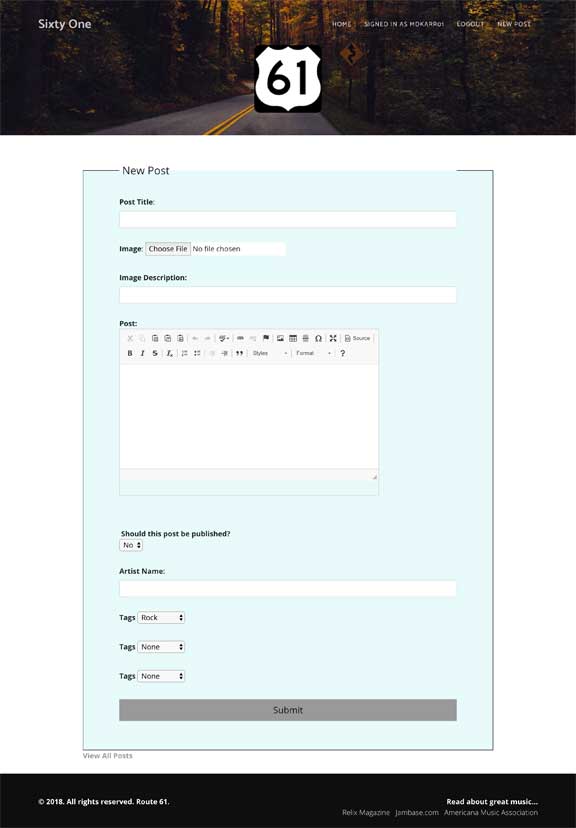 Sixty One
HOME SIGNED IN AS MDKARR01 LOGOUT NEW POST
61
New Post
Post Title:
Image: Choose File No file chosen
Image Description:
Post:
Source
B I S Ix Styles Format ?
Should this post be published?
No
Artist Name:
Tags Rock
Tags None
Tags None
Submit
View All Posts
© 2018. All rights reserved. Route 61.
Read about great music...
Relix Magazine Jambase.com Americana Music Association